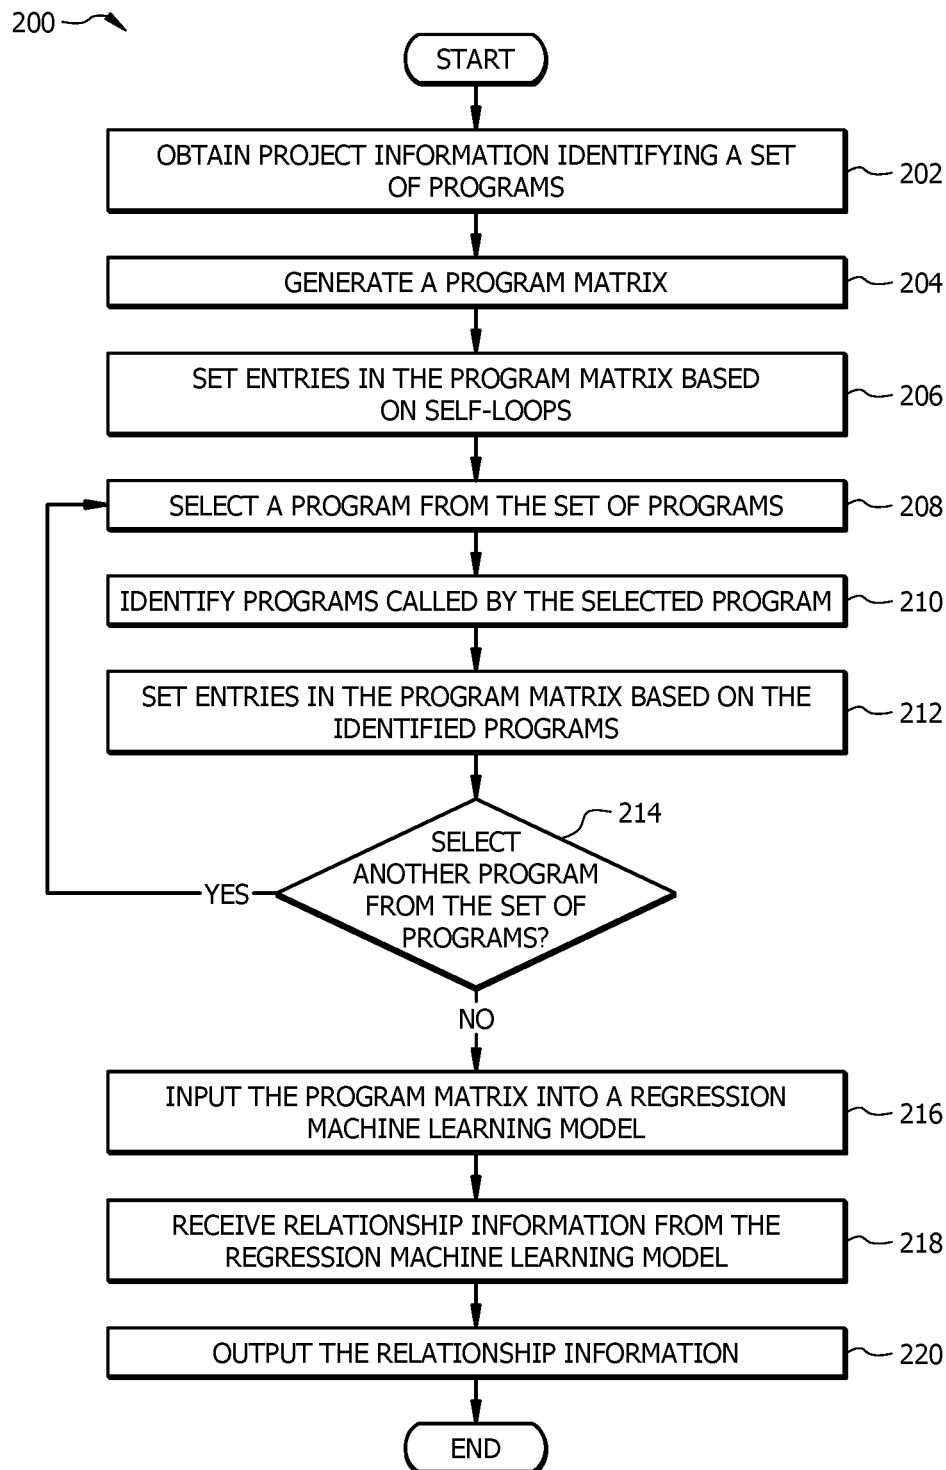 200
START
OBTAIN PROJECT INFORMATION IDENTIFYING A SET
OF PROGRAMS
202
GENERATE A PROGRAM MATRIX
204
SET ENTRIES IN THE PROGRAM MATRIX BASED
ON SELF-LOOPS
206
SELECT A PROGRAM FROM THE SET OF PROGRAMS
208
IDENTIFY PROGRAMS CALLED BY THE SELECTED PROGRAM
210
SET ENTRIES IN THE PROGRAM MATRIX BASED ON THE
IDENTIFIED PROGRAMS
212
214
SELECT
ANOTHER PROGRAM
FROM THE SET OF
PROGRAMS?
YES
NO
INPUT THE PROGRAM MATRIX INTO A REGRESSION
MACHINE LEARNING MODEL
216
RECEIVE RELATIONSHIP INFORMATION FROM THE
REGRESSION MACHINE LEARNING MODEL
218
OUTPUT THE RELATIONSHIP INFORMATION
220
END